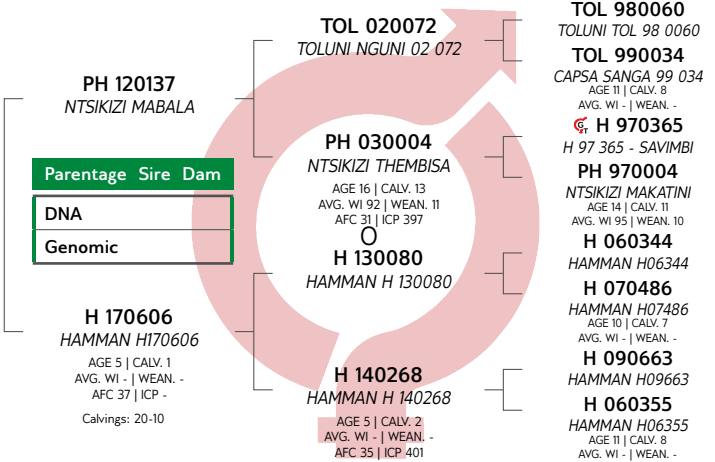 PH 120137
NTSIKIZI MABALA
Parentage Sire Dam
DNA
Genomic
H 170606
HAMMAN H170606
AGE 5 | CALV. 1
AVG. WI - | WEAN. -
AFC 37 | ICP -
Calvings: 20-10
TOL 020072
TOLUNI NGUNI 02 072
PH 030004
NTSIKIZI THEMBISA
AGE 16 | CALV. 13
AVG. WI 92 | WEAN. 11
AFC 31 | ICP 397
O
H 130080
HAMMAN H 130080
H 140268
HAMMAN H 140268
AGE 5 | CALV. 2
AVG. WI - | WEAN. -
AFC 35 | ICP 401
TOL 980060
TOLUNI TOL 98 0060
TOL 990034
CAPSA SANGA 99 034
AGE 11 | CALV. 8
AVG. WI - | WEAN. -
H 970365
H 97 365 - SAVIMBI
PH 970004
NTSIKIZI MAKATINI
AGE 14 | CALV. 11
AVG. WI 95 | WEAN. 10
H 060344
HAMMAN H06344
H 070486
HAMMAN H07486
AGE 10 | CALV. 7
AVG. WI - | WEAN. -
H 090663
HAMMAN H09663
H 060355
HAMMAN H06355
AGE 11 | CALV. 8
AVG. WI - | WEAN. -